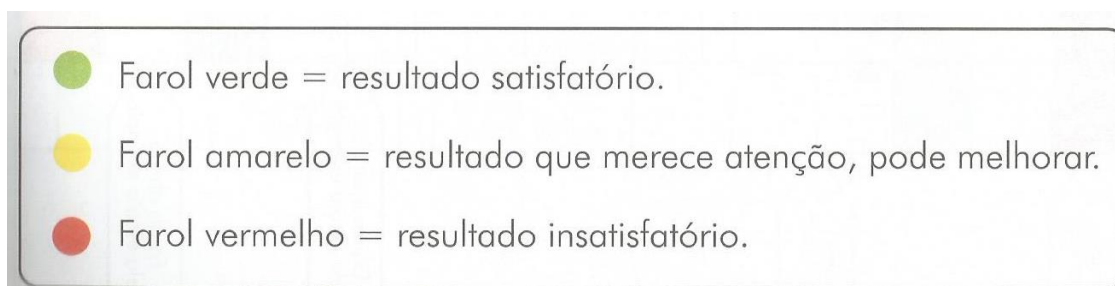 Farol verde = resultado satisfatório.
Farol amarelo = resultado que merece atenção, pode melhorar.
Farol vermelho = resultado insatisfatório.